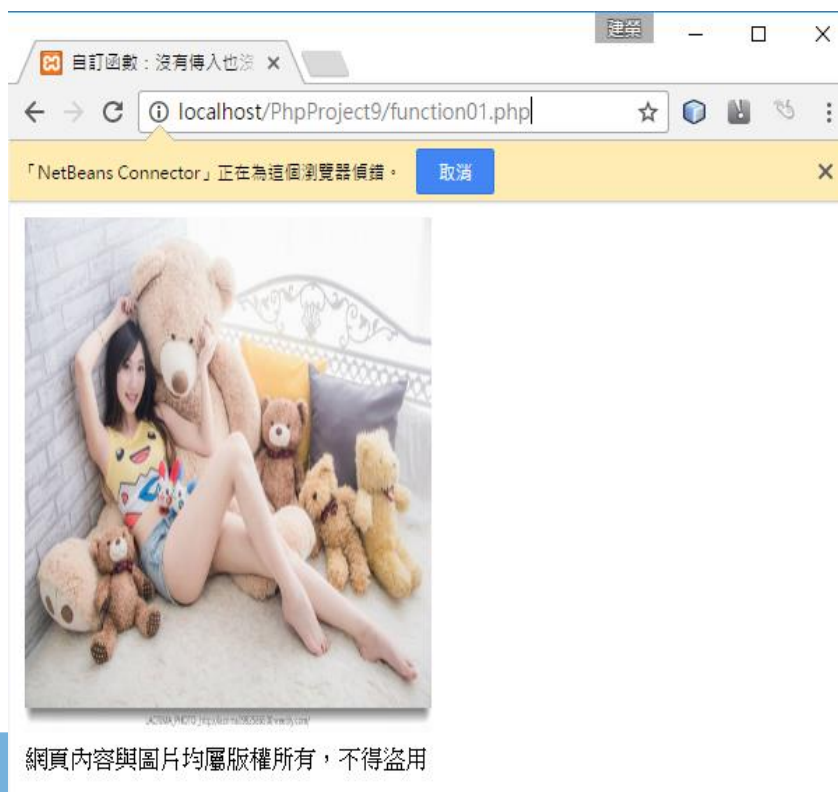 建榮
自訂函數：沒有傳入也沒
localhost/PhpProject9/function01.php
「NetBeans Connector」正在為這個瀏覽器偵錯。 取消
網頁內容與圖片均屬版權所有，不得盜用